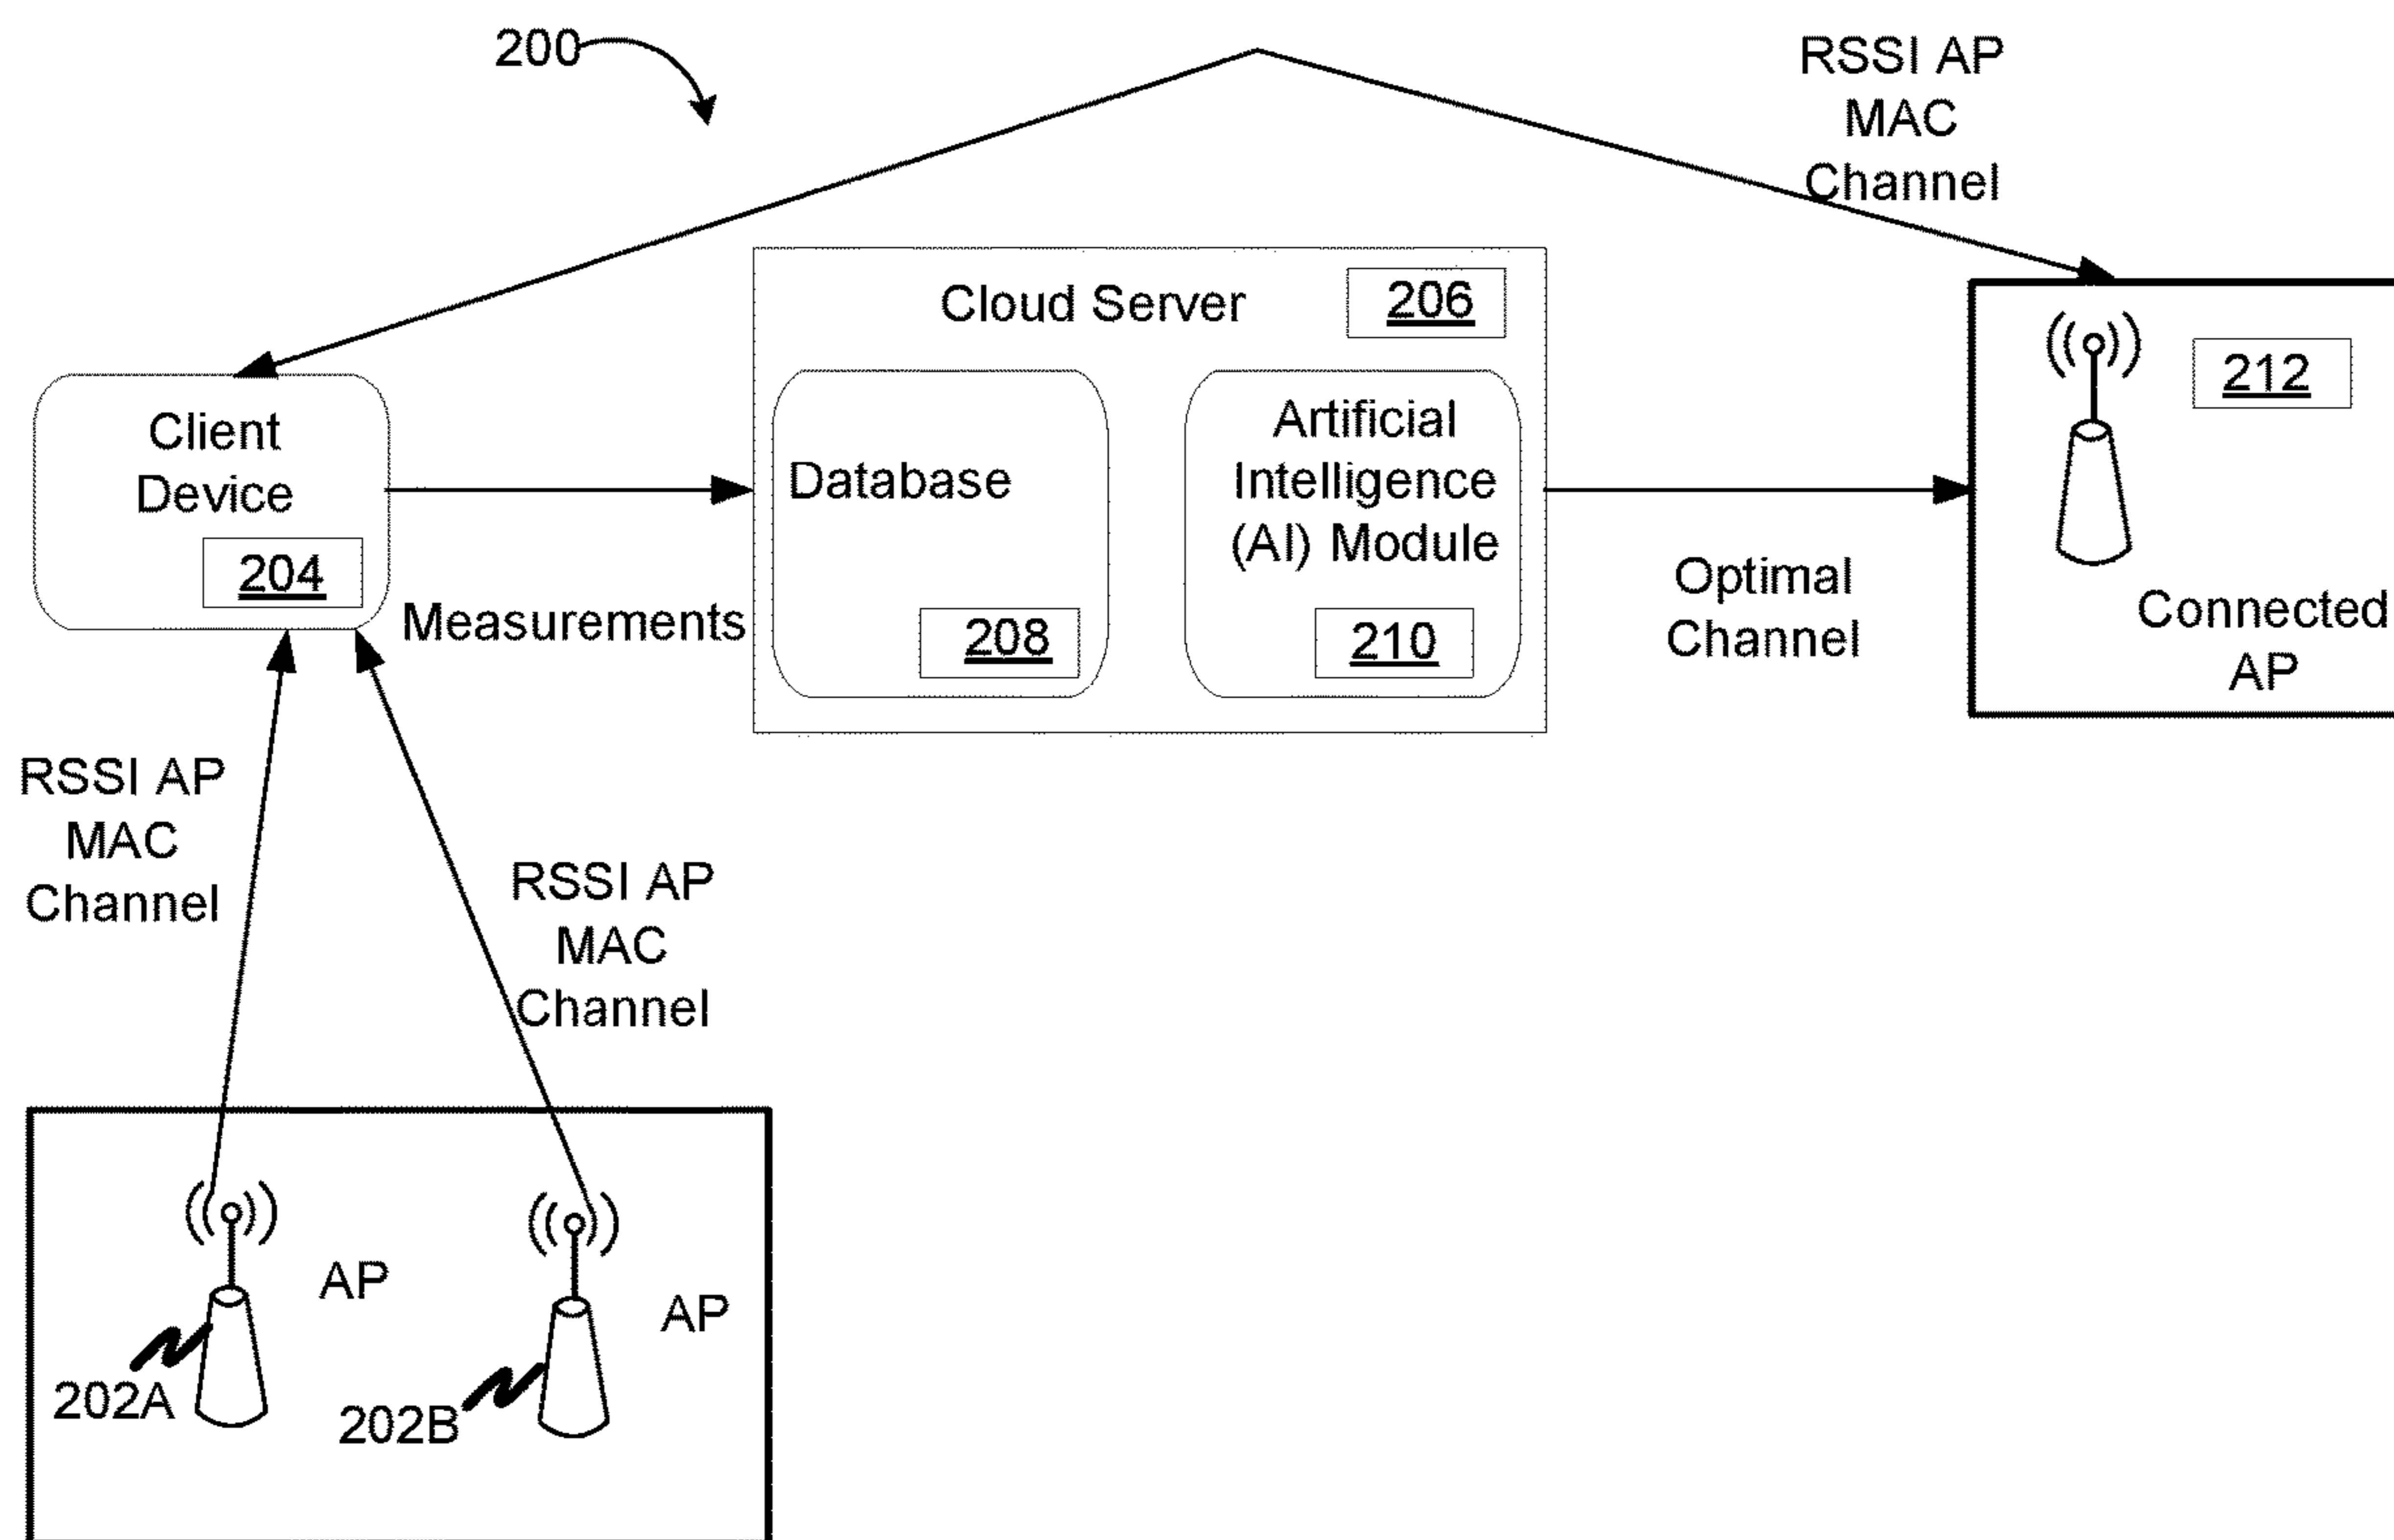 200
RSSI AP
MAC
Channel
Cloud Server
206
Client
Device
204
Measurements
Database
208
Artificial
Intelligence
(AI) Module
210
Optimal
Channel
212
Connected
AP
RSSI AP
MAC
Channel
RSSI AP
MAC
Channel
AP
202A
AP
202B